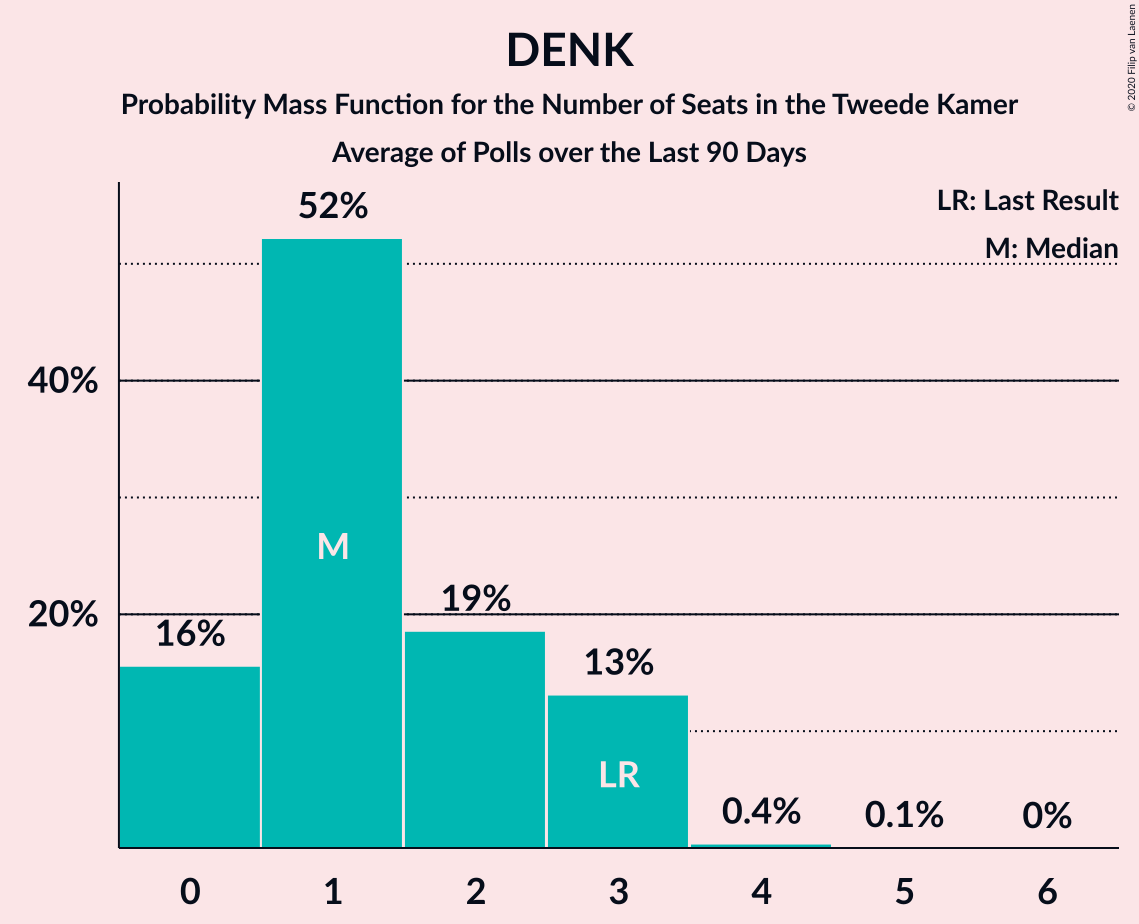 DENK
Probability Mass Function for the Number of Seats in the Tweede Kamer
Average of Polls over the Last 90 Days
© 2020 Filip van Laenen
LR: Last Result
M: Median
52%
40%
M
20%
19%
16%
13%
LR
0.4%
0.1%
0%
0 1 2 3 4 5 6